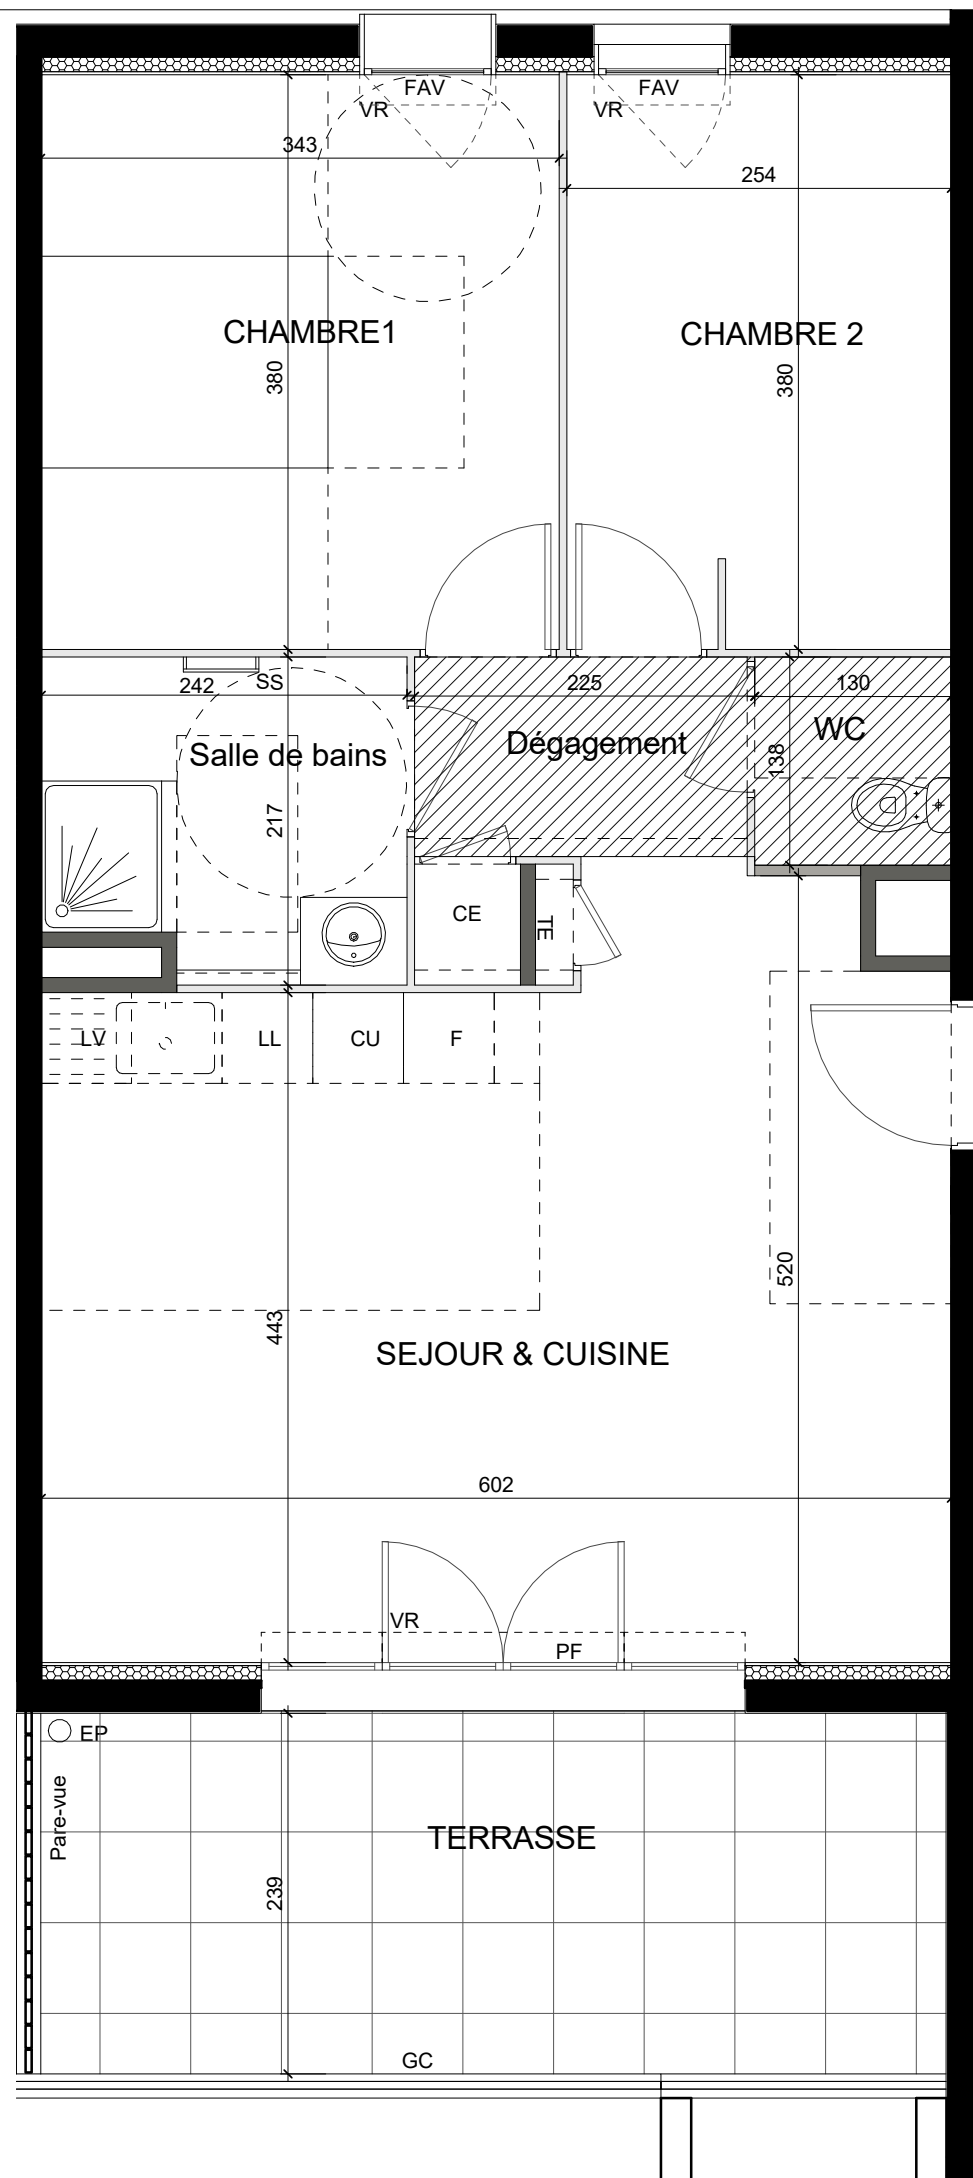 FAV
FAV
VR
VR
343
254
CHAMBRE1
CHAMBRE 2
380
380
242
SS
225
130
Salle de bains
Dégagement
WC
138
217
CE
TE
LV
LL
CU
F
520
443
SEJOUR & CUISINE
602
VR
PF
EP
Pare-vue
TERRASSE
239
GC